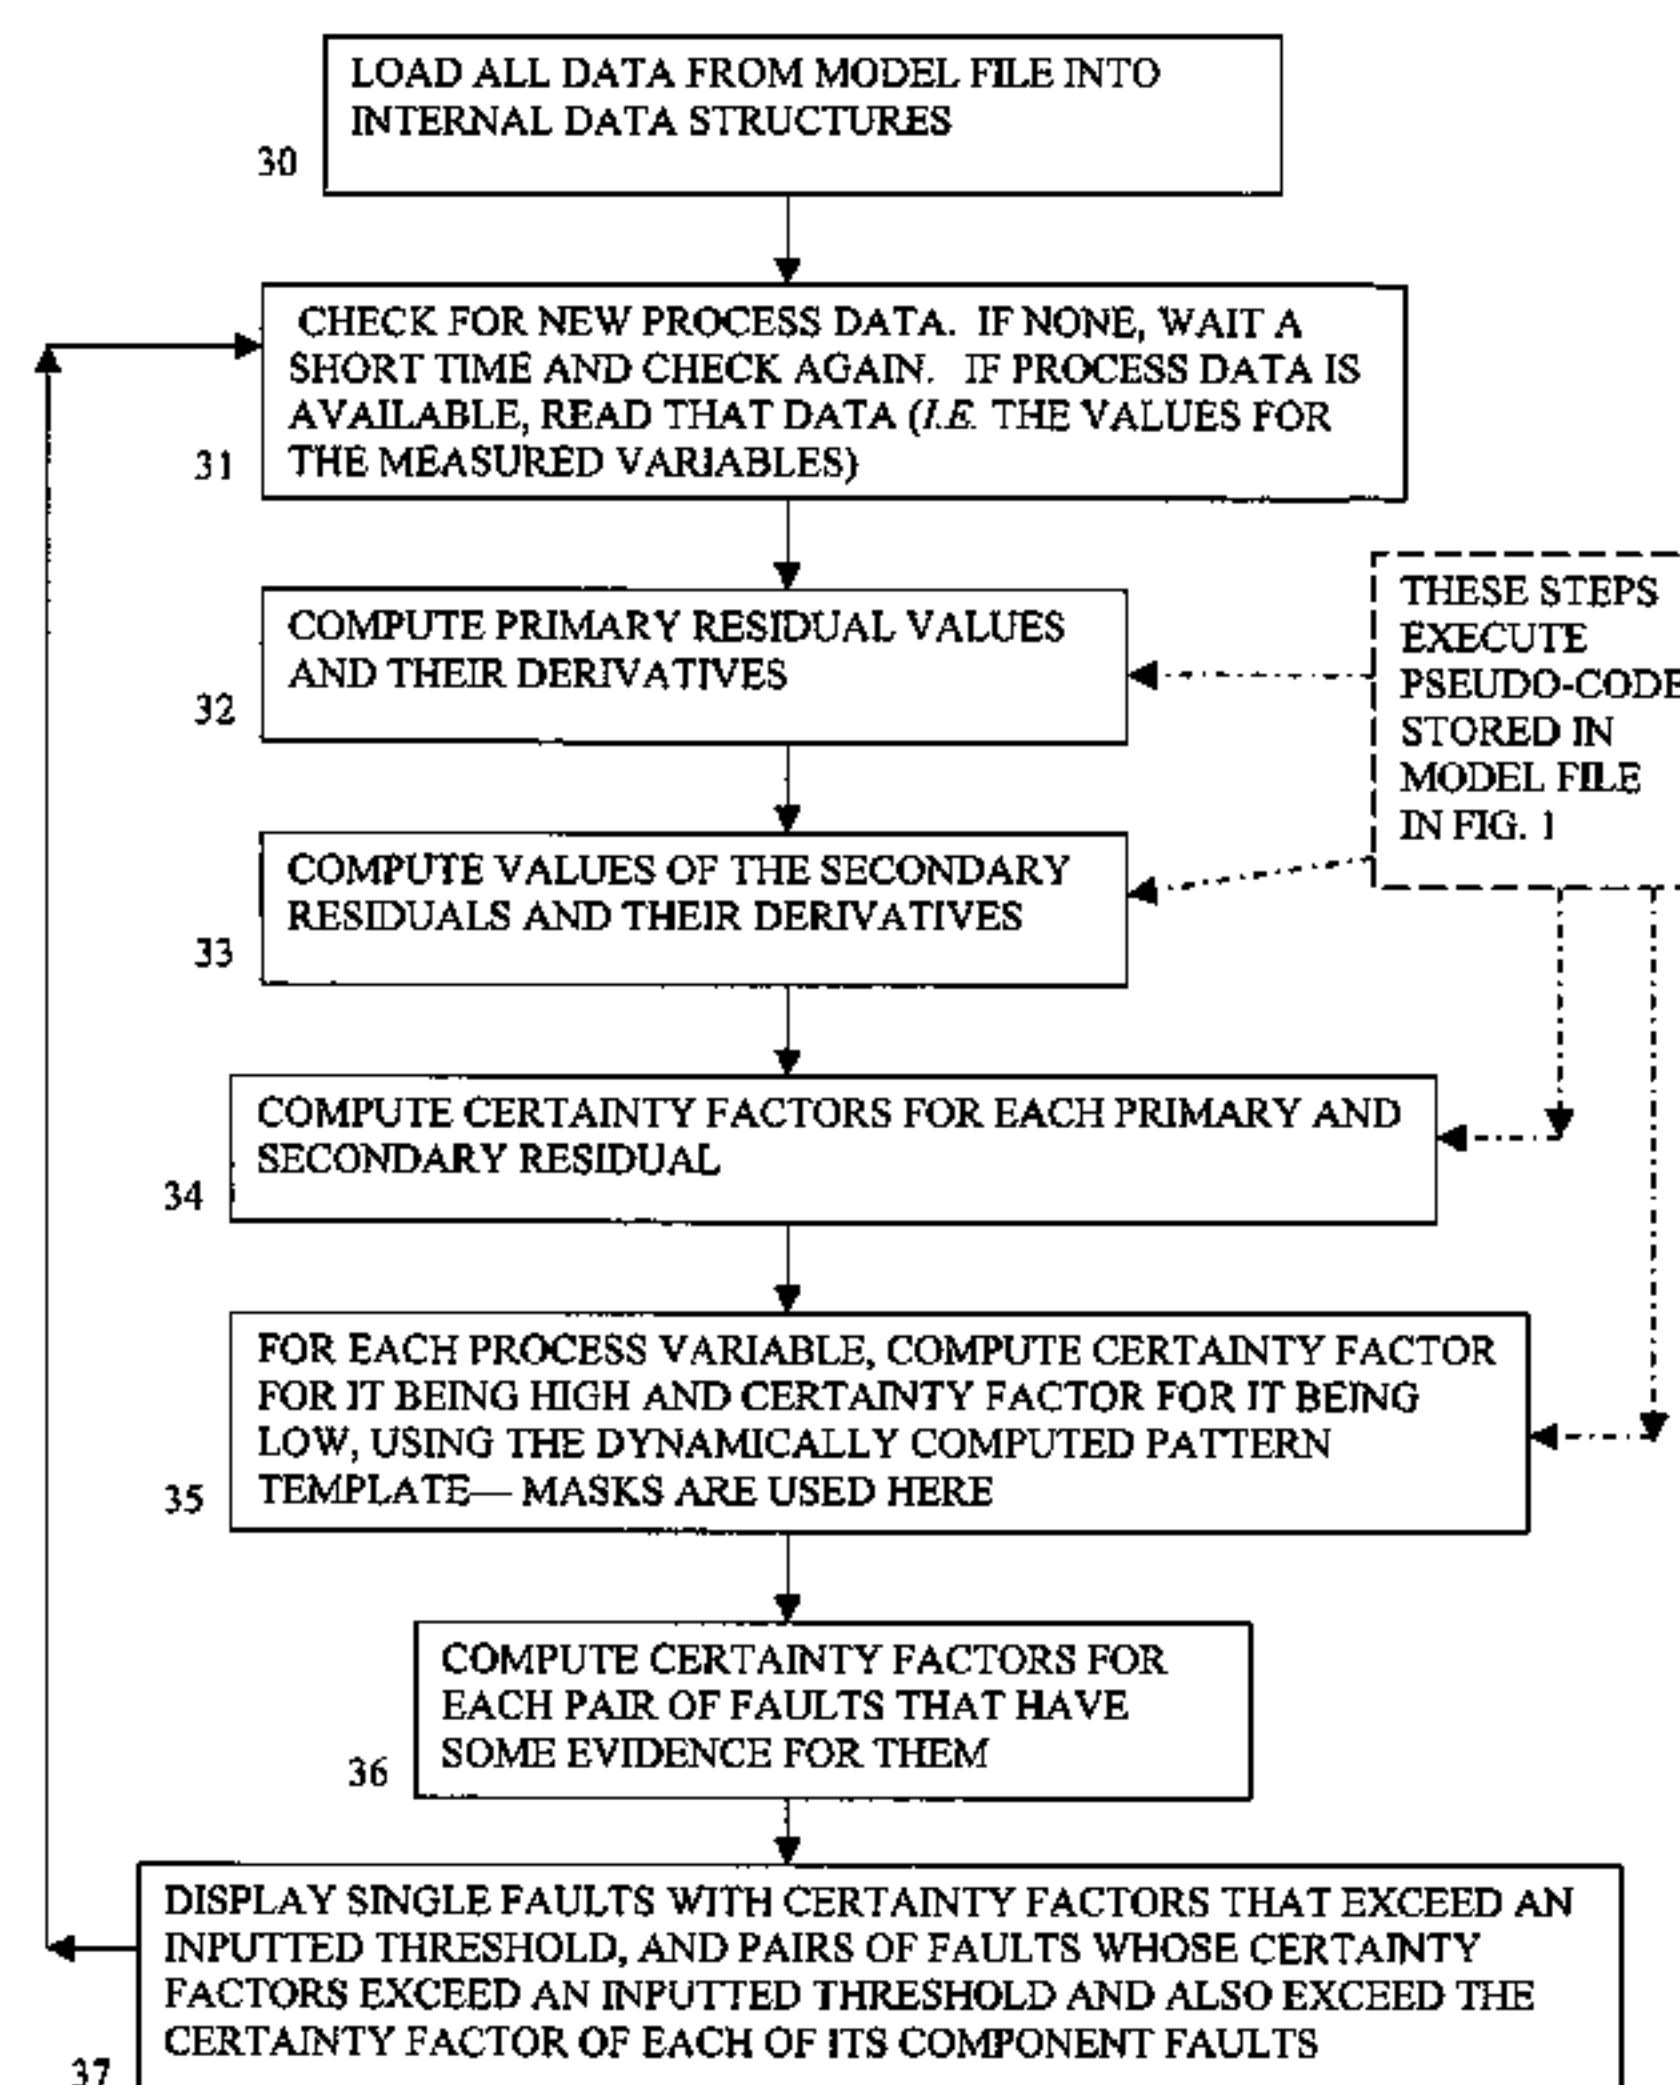 LOAD ALL DATA FROM MODEL FILE INTO
INTERNAL DATA STRUCTURES
30
CHECK FOR NEW PROCESS DATA. IF NONE, WAIT A
SHORT TIME AND CHECK AGAIN. IF PROCESS DATA IS
AVAILABLE, READ THAT DATA (I.E. THE VALUES FOR
THE MEASURED VARIABLES)
31
THESE STEPS
EXECUTE
PSEUDO-CODE
STORED IN
MODEL FILE
IN FIG. 1
COMPUTE PRIMARY RESIDUAL VALUES
AND THEIR DERIVATIVES
32
COMPUTE VALUES OF THE SECONDARY
RESIDUALS AND THEIR DERIVATIVES
33
COMPUTE CERTAINTY FACTORS FOR EACH PRIMARY AND
SECONDARY RESIDUAL
34
FOR EACH PROCESS VARIABLE, COMPUTE CERTAINTY FACTOR
FOR IT BEING HIGH AND CERTAINTY FACTOR FOR IT BEING
LOW, USING THE DYNAMICALLY COMPUTED PATTERN
TEMPLATE— MASKS ARE USED HERE
35
COMPUTE CERTAINTY FACTORS FOR
EACH PAIR OF FAULTS THAT HAVE
SOME EVIDENCE FOR THEM
36
DISPLAY SINGLE FAULTS WITH CERTAINTY FACTORS THAT EXCEED AN
INPUTTED THRESHOLD, AND PAIRS OF FAULTS WHOSE CERTAINTY
FACTORS EXCEED AN INPUTTED THRESHOLD AND ALSO EXCEED THE
CERTAINTY FACTOR OF EACH OF ITS COMPONENT FAULTS
37